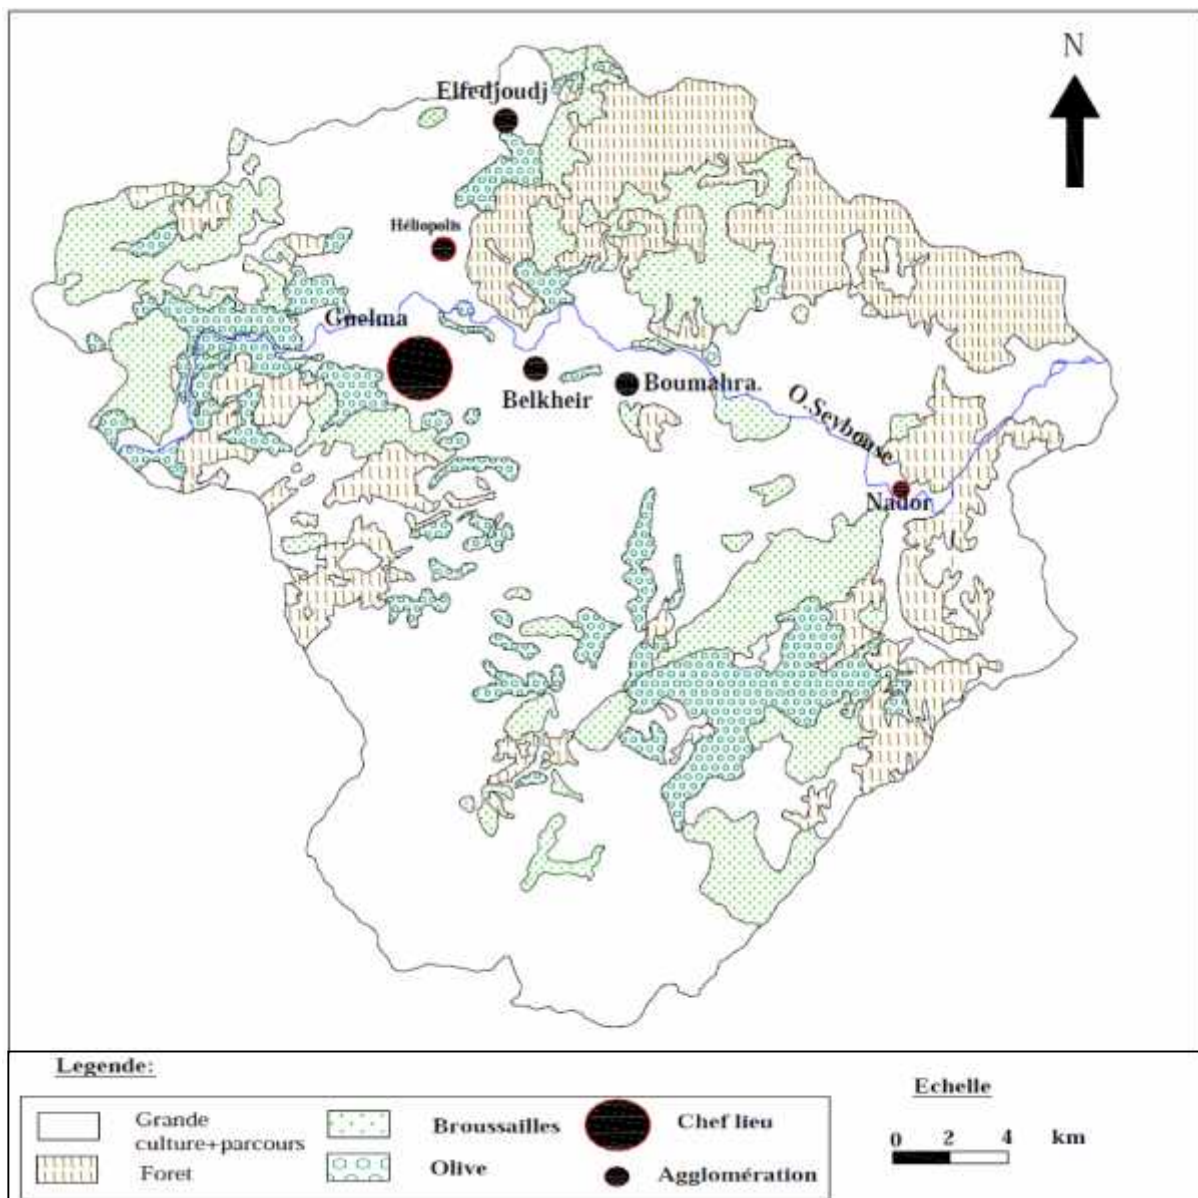 N
Elfedjoudj
Héliopolis
Guelma
Belkheir
Boumahra.
O.Seybouse
Nador
Legende:
Grande
culture+parcours
Foret
Broussailles
Olive
Chef lieu
Agglomération
Echelle
0 2 4 km